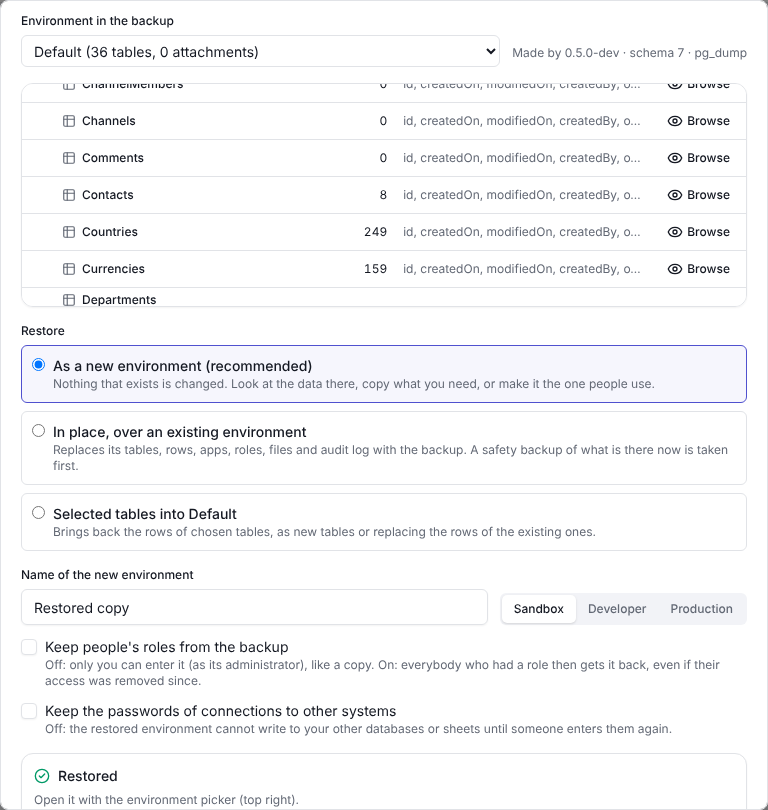 Environment in the backup
Default (36 tables, 0 attachments)
Made by 0.5.0-dev · schema 7 · pg_dump
ChannelMembers 0 id, createdOn, modifiedOn, createdBy, o... Browse
Channels 0 id, createdOn, modifiedOn, createdBy, o... Browse
Comments 0 id, createdOn, modifiedOn, createdBy, o... Browse
Contacts 8 id, createdOn, modifiedOn, createdBy, o... Browse
Countries 249 id, createdOn, modifiedOn, createdBy, o... Browse
Currencies 159 id, createdOn, modifiedOn, createdBy, o... Browse
Departments
Restore
As a new environment (recommended)
Nothing that exists is changed. Look at the data there, copy what you need, or make it the one people use.
In place, over an existing environment
Replaces its tables, rows, apps, roles, files and audit log with the backup. A safety backup of what is there now is taken
first.
Selected tables into Default
Brings back the rows of chosen tables, as new tables or replacing the rows of the existing ones.
Name of the new environment
Restored copy
Sandbox Developer Production
Keep people's roles from the backup
Off: only you can enter it (as its administrator), like a copy. On: everybody who had a role then gets it back, even if their
access was removed since.
Keep the passwords of connections to other systems
Off: the restored environment cannot write to your other databases or sheets until someone enters them again.
Restored
Open it with the environment picker (top right).